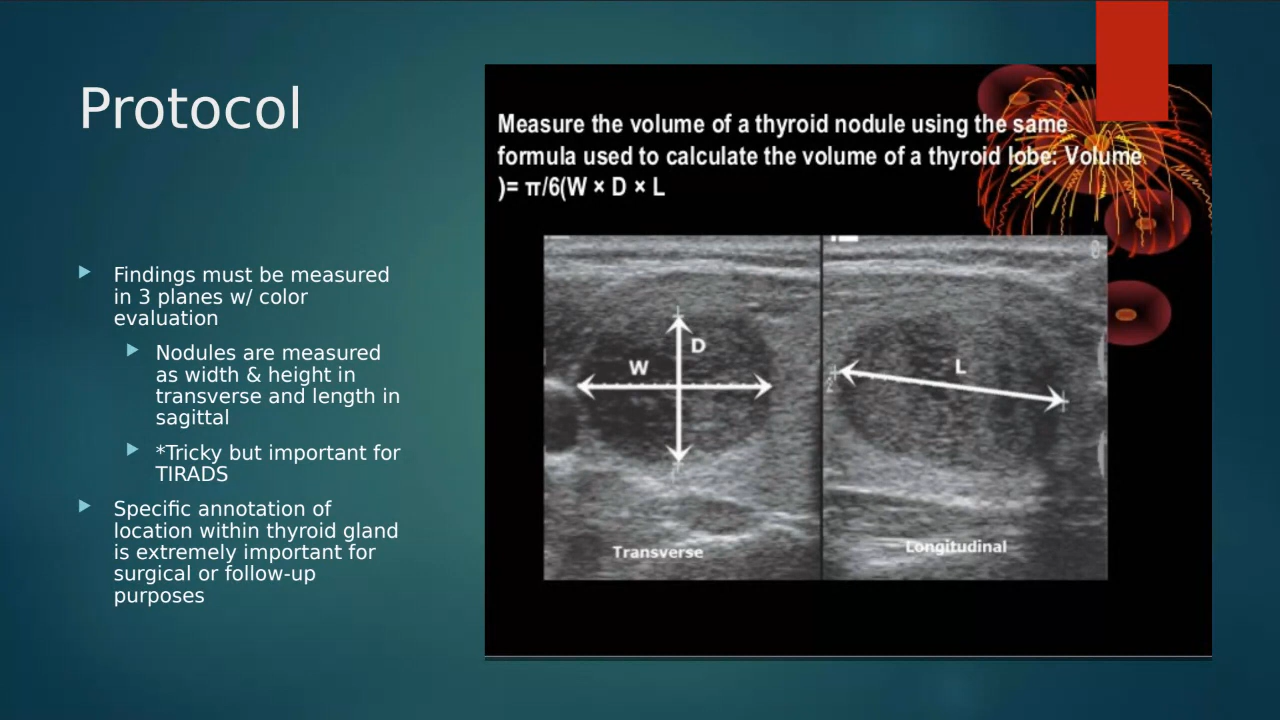 Protocol
Findings must be measured
in 3 planes w/ color
evaluation
Nodules are measured
as width & height in
transverse and length in
sagittal
*Tricky but important for
TIRADS
Specific annotation of
location within thyroid gland
is extremely important for
surgical or follow-up
purposes
Measure the volume of a thyroid nodule using the same
formula used to calculate the volume of a thyroid lobe: Volume
)= π/6(W × D × L
D
W
L
2
Transverse
Longitudinal